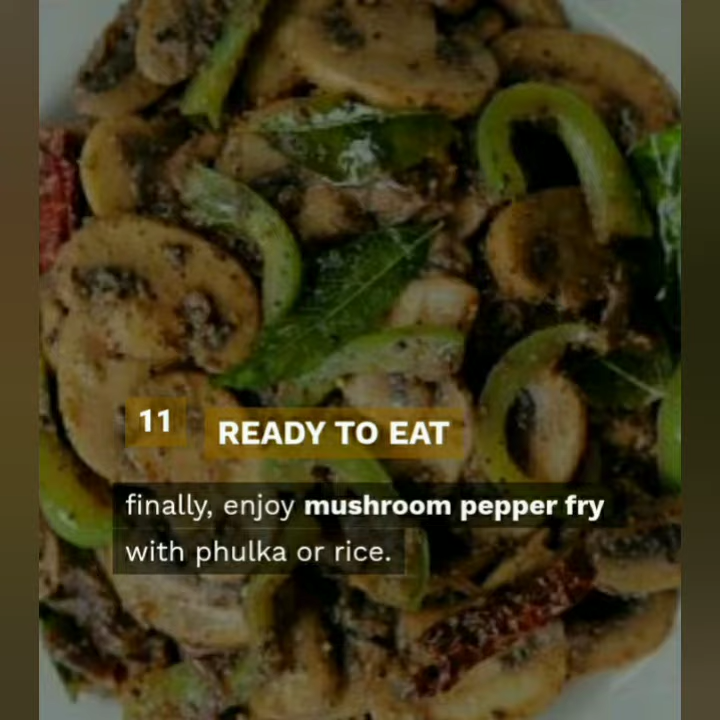 11
READY TO EAT
finally, enjoy mushroom pepper fry
with phulka or rice.